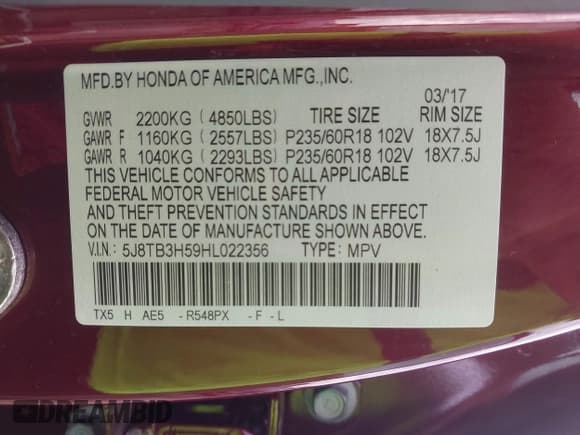 MFD.BY HONDA OF AMERICA MFG.,INC.
03/'17
GVWR 2200KG ( 4850LBS) TIRE SIZE RIM SIZE
GAWR F 1160KG ( 2557LBS) P235/60R18 102V 18X7.5J
GAWR R 1040KG ( 2293LBS) P235/60R18 102V 18X7.5J
THIS VEHICLE CONFORMS TO ALL APPLICABLE
FEDERAL MOTOR VEHICLE SAFETY
AND THEFT PREVENTION STANDARDS IN EFFECT
ON THE DATE OF MANUFACTURE SHOWN ABOVE.
V.I.N.: 5J8TB3H59HL022356 TYPE: MPV
TX5 H AE5 - R548PX - F - L
DREAMBID